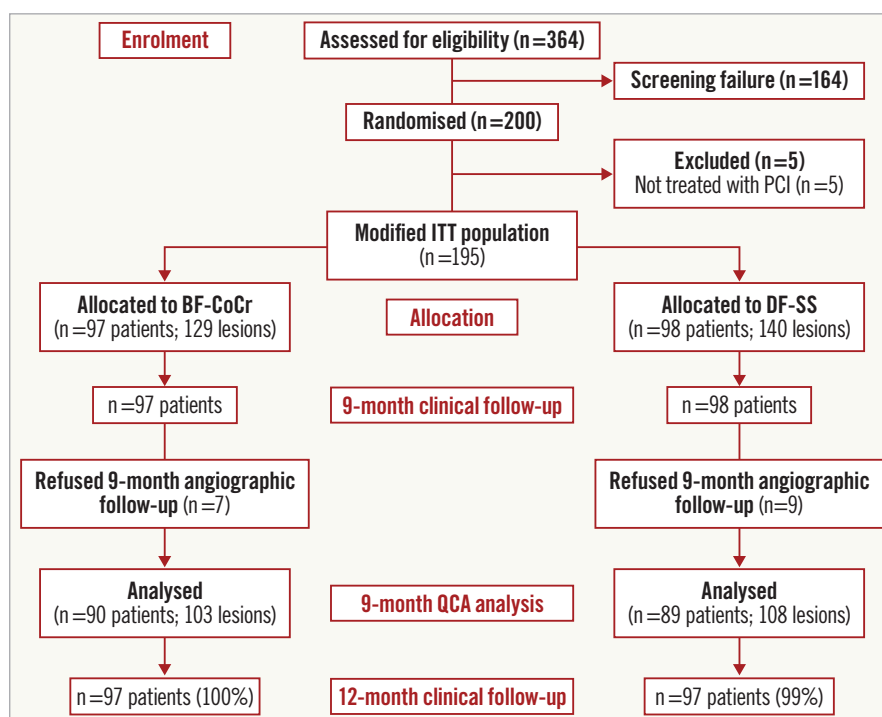 Enrolment
Assessed for eligibility (n=364)
Screening failure (n=164)
Randomised (n=200)
Excluded (n=5)
Not treated with PCI (n=5)
Modified ITT population
(n=195)
Allocated to BF-CoCr
(n=97 patients; 129 lesions)
Allocation
Allocated to DF-SS
(n=98 patients; 140 lesions)
n=97 patients
9-month clinical follow-up
n=98 patients
Refused 9-month angiographic
follow-up (n=7)
Refused 9-month angiographic
follow-up (n=9)
Analysed
(n=90 patients; 103 lesions)
9-month QCA analysis
Analysed
(n=89 patients; 108 lesions)
n=97 patients (100%)
12-month clinical follow-up
n=97 patients (99%)